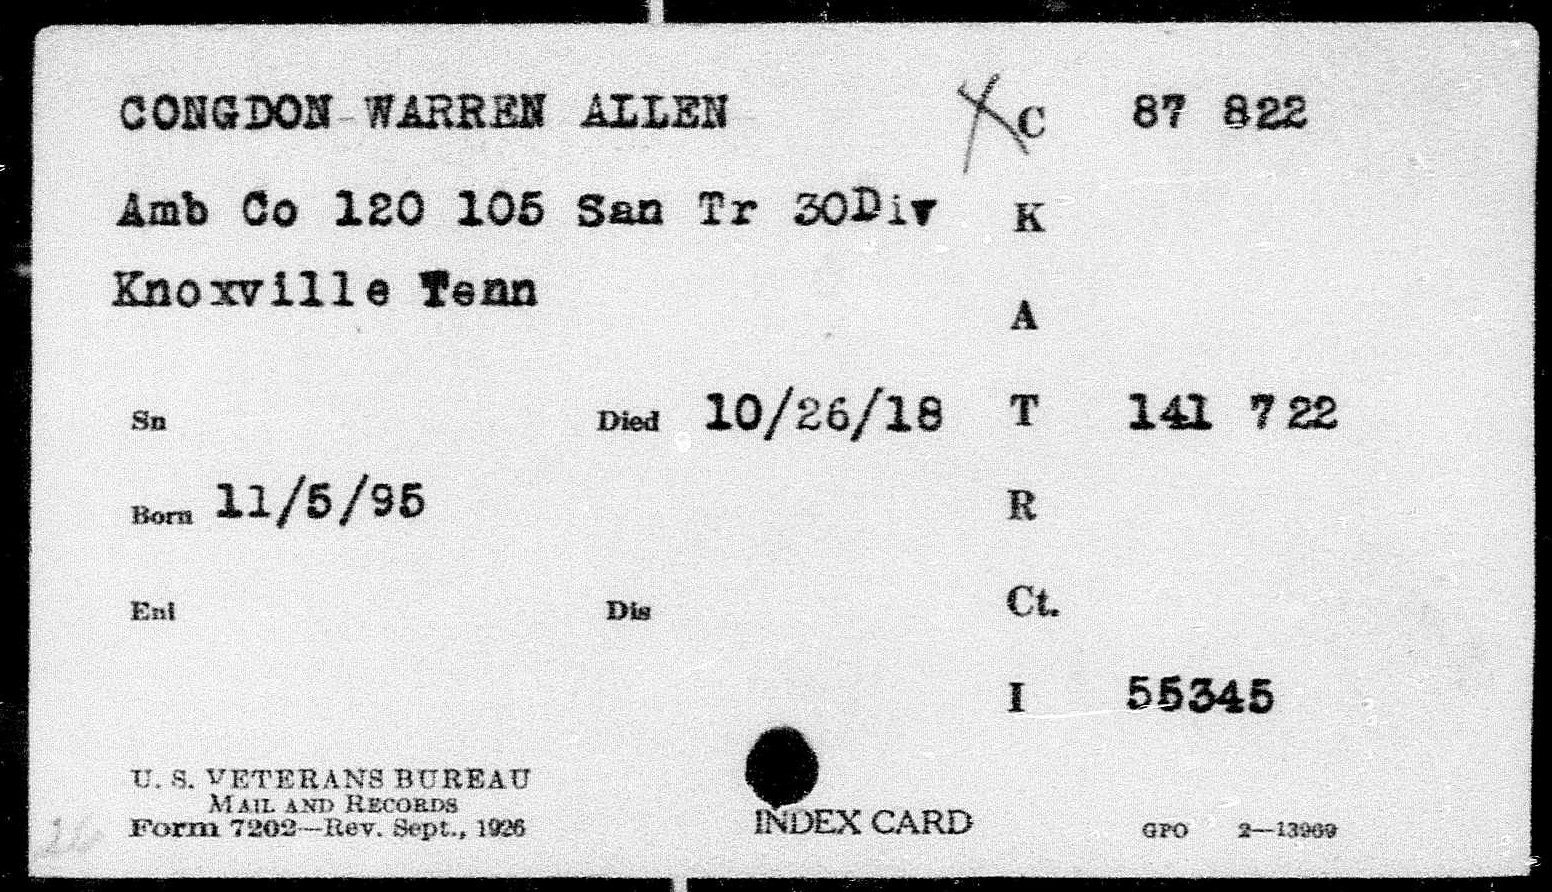 CONGDON WARREN ALLEN X C 87 822
Amb Co 120 105 San Tr 30Div K
Knoxville Tenn
A
Sn Died 10/26/18 T 141 722
Born 11/5/95 R
Enl Dis Ct.
I 55345
U. S. VETERANS BUREAU
MAIL AND RECORDS
Form 7202—Rev. Sept., 1926
INDEX CARD
GPO 2—13969